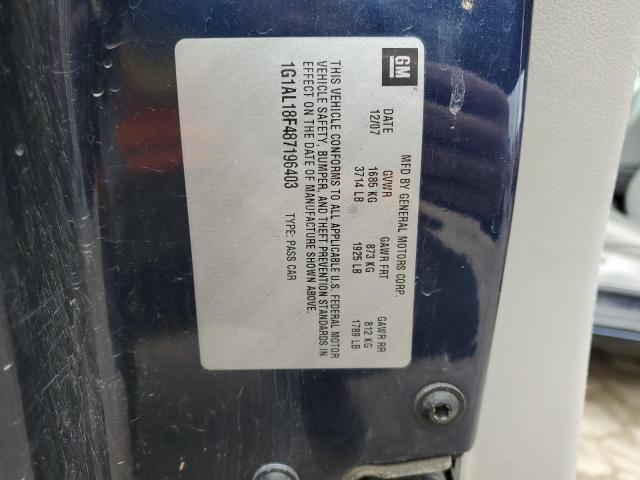 GM
MFD BY GENERAL MOTORS CORP.
DATE GVWR GAWR FRT GAWR RR
12/07 1685 KG 873 KG 812 KG
3714 LB 1925 LB 1789 LB
THIS VEHICLE CONFORMS TO ALL APPLICABLE U.S. FEDERAL MOTOR
VEHICLE SAFETY, BUMPER, AND THEFT PREVENTION STANDARDS IN
EFFECT ON THE DATE OF MANUFACTURE SHOWN ABOVE.
1G1AL18F487196403 TYPE: PASS CAR